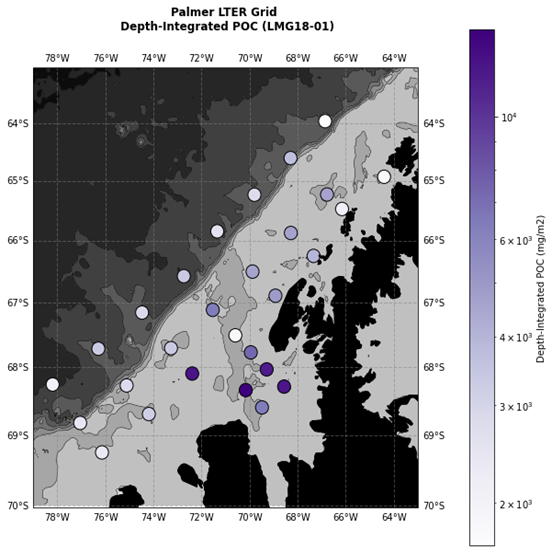 Palmer LTER Grid
Depth-Integrated POC (LMG18-01)
78°W 76°W 74°W 72°W 70°W 68°W 66°W 64°W
64°S 64°S
65°S 65°S
66°S 66°S
67°S 67°S
68°S 68°S
69°S 69°S
70°S 70°S
78°W 76°W 74°W 72°W 70°W 68°W 66°W 64°W
10⁴
6 × 10³
4 × 10³
3 × 10³
2 × 10³
Depth-Integrated POC (mg/m2)